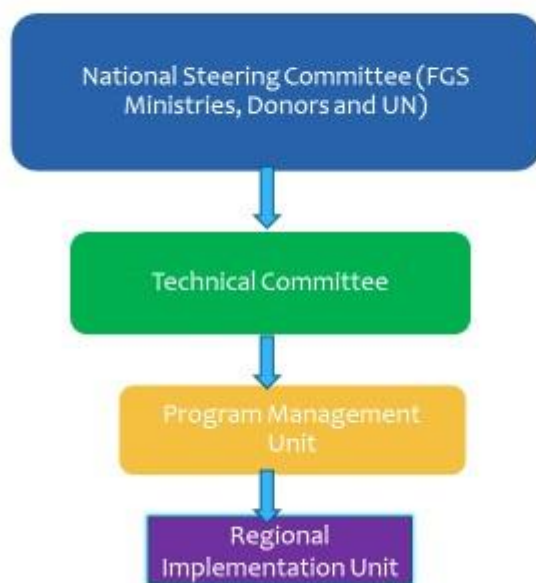 National Steering Committee (FGS
Ministries, Donors and UN)
Technical Committee
Program Management
Unit
Regional
Implementation Unit